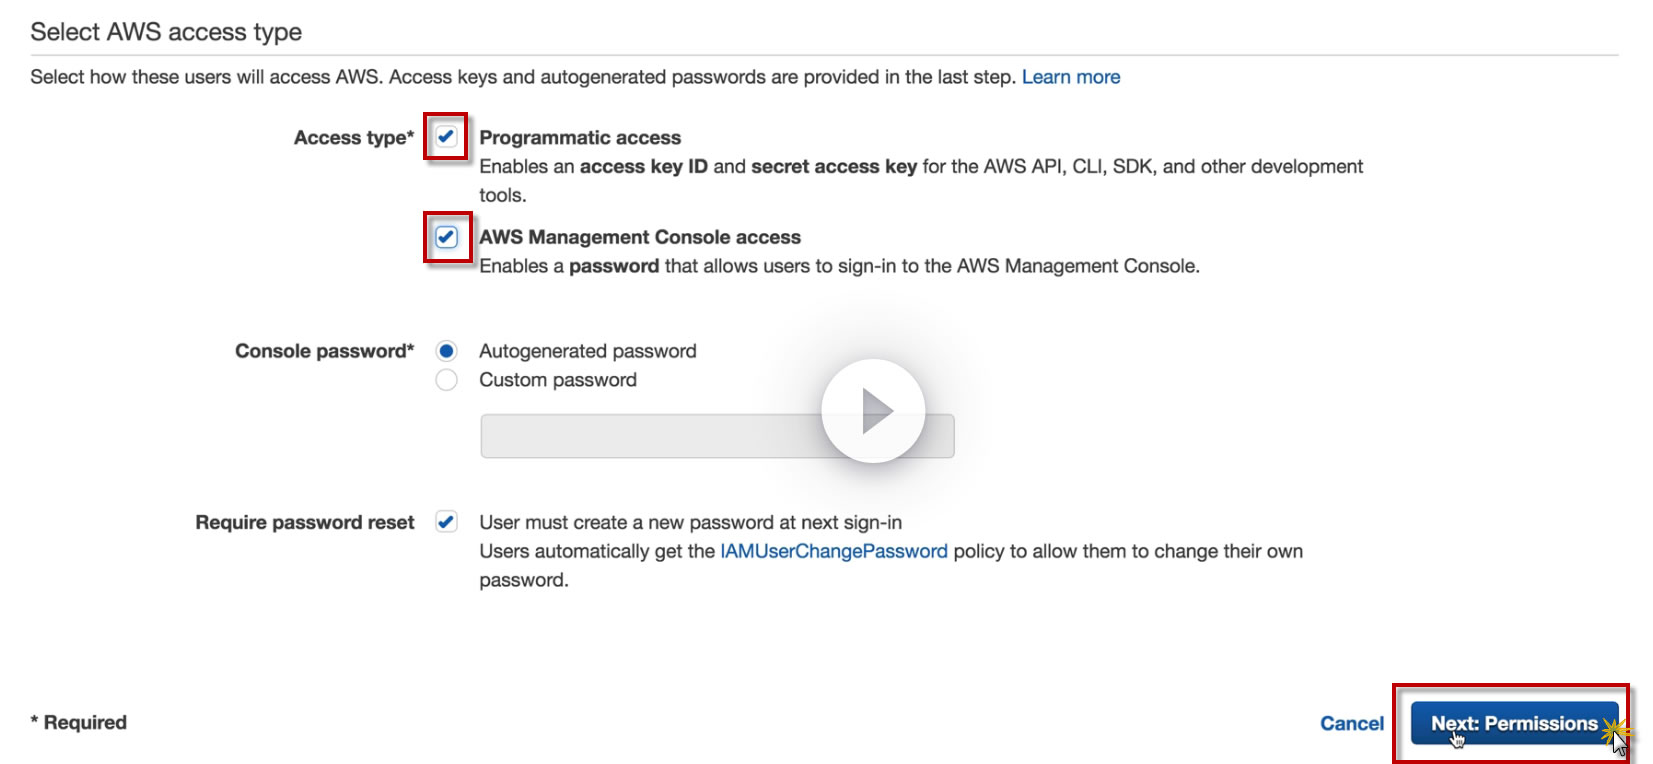 Select AWS access type
Select how these users will access AWS. Access keys and autogenerated passwords are provided in the last step. Learn more
Access type* Programmatic access
Enables an access key ID and secret access key for the AWS API, CLI, SDK, and other development
tools.
AWS Management Console access
Enables a password that allows users to sign-in to the AWS Management Console.
Console password* Autogenerated password
Custom password
Require password reset User must create a new password at next sign-in
Users automatically get the IAMUserChangePassword policy to allow them to change their own
password.
* Required Cancel Next: Permissions